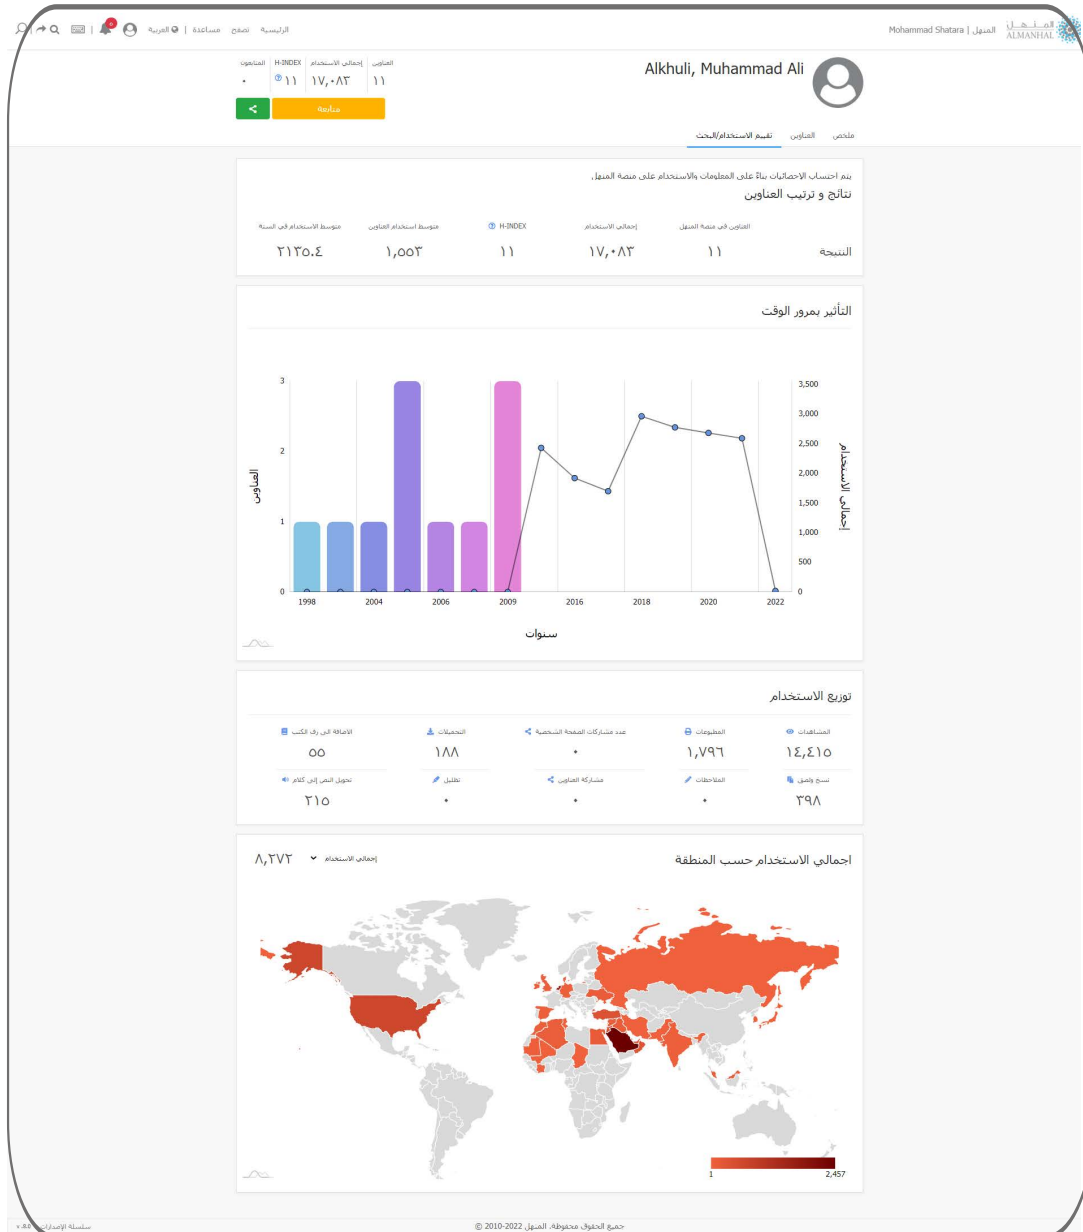 المنهل ALMANHAL
المنهل | Mohammad Shatara
الرئيسية تصفح مساعدة | العربية
Alkhuli, Muhammad Ali
العناوين إجمالي الاستخدام H-INDEX المتابعون
١١ ١٧,٠٨٣ ١١ ٠
متابعة
ملخص العناوين تقييم الاستخدام/البحث
يتم احتساب الإحصائيات بناءً على المعلومات والاستخدام على منصة المنهل.
نتائج و ترتيب العناوين
العناوين في منصة المنهل إجمالي الاستخدام H-INDEX متوسط استخدام العناوين متوسط الاستخدام في السنة
النتيجة ١١ ١٧,٠٨٣ ١١ ١,٥٥٣ ٢١٣٥.٤
التأثير بمرور الوقت
3 3,500
3,000
2 2,500
2,000
1,500
1 1,000
500
0 0
العناوين
إجمالي الاستخدام
1998 2004 2006 2009 2016 2018 2020 2022
سنوات
توزيع الاستخدام
المشاهدات المطبوعات عدد مشاركات الصفحة الشخصية التحميلات الاضافة الى رف الكتب
١٤,٤١٥ ١,٧٩٦ ٠ ١٨٨ ٥٥
نسخ ولصق الملاحظات مشاركة العناوين تظليل تحويل النص إلى كلام
٣٩٨ ٠ ٠ ٠ ٢١٥
اجمالي الاستخدام حسب المنطقة إجمالي الاستخدام ٨,٢٧٢
1 2,457
جميع الحقوق محفوظة، المنهل 2022-2010 ©
سلسلة الإصدارات